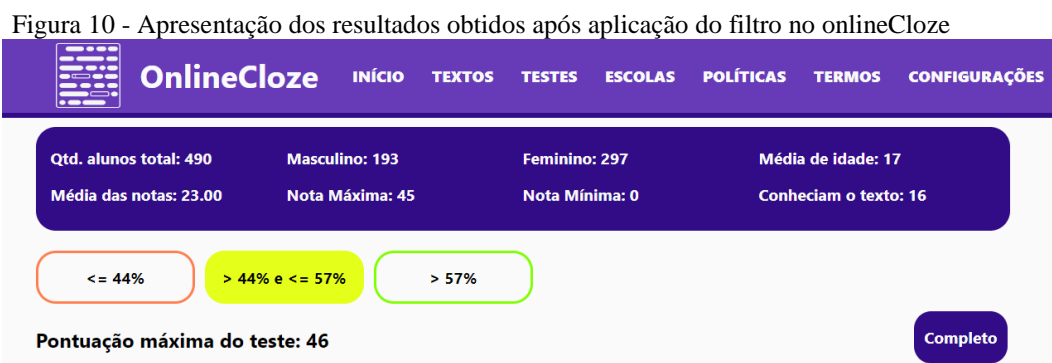 Figura 10 - Apresentação dos resultados obtidos após aplicação do filtro no onlineCloze
OnlineCloze INÍCIO TEXTOS TESTES ESCOLAS POLÍTICAS TERMOS CONFIGURAÇÕES
Qtd. alunos total: 490 Masculino: 193 Feminino: 297 Média de idade: 17
Média das notas: 23.00 Nota Máxima: 45 Nota Mínima: 0 Conheciam o texto: 16
<= 44% > 44% e <= 57% > 57%
Pontuação máxima do teste: 46 Completo